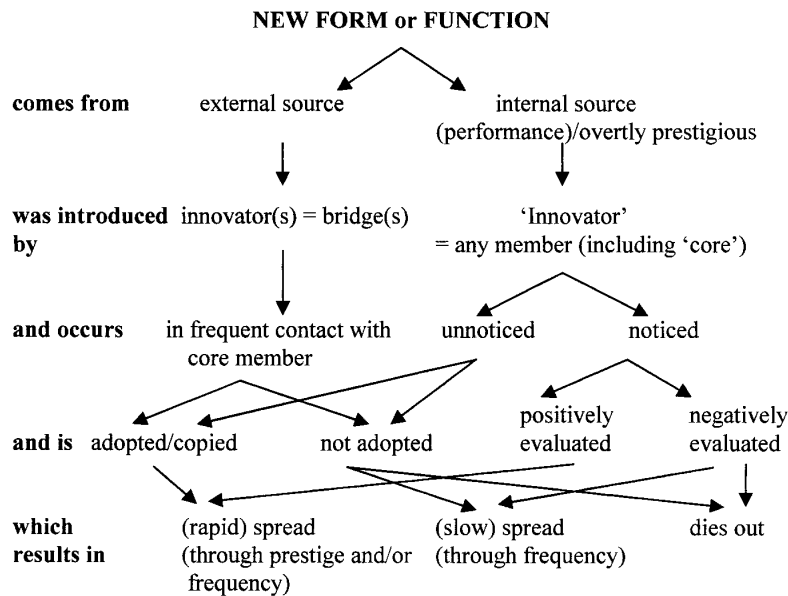 NEW FORM or FUNCTION
comes from external source internal source
(performance)/overtly prestigious
was introduced innovator(s) = bridge(s) ‘Innovator’
by = any member (including ‘core’)
and occurs in frequent contact with unnoticed noticed
core member
positively negatively
and is adopted/copied not adopted evaluated evaluated
which (rapid) spread (slow) spread dies out
results in (through prestige and/or (through frequency)
frequency)